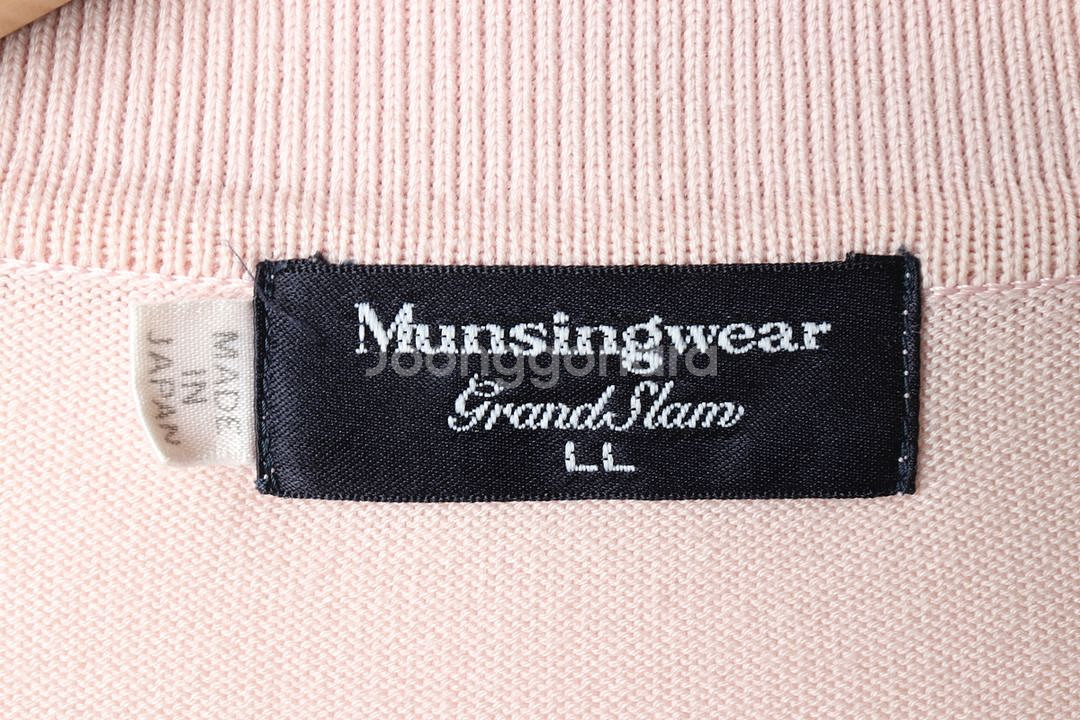 Munsingwear
Joonggonara
Grand Slam
LL
MADE
IN
JAPAN